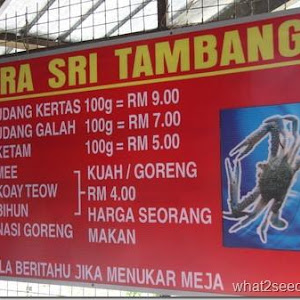 RA SRI TAMBANG
UDANG KERTAS 100g = RM 9.00
UDANG GALAH 100g = RM 7.00
KETAM 100g = RM 5.00
MEE KUAH / GORENG
KOAY TEOW RM 4.00
BIHUN HARGA SEORANG
NASI GORENG MAKAN
LA BERITAHU JIKA MENUKAR MEJA
what2seeo